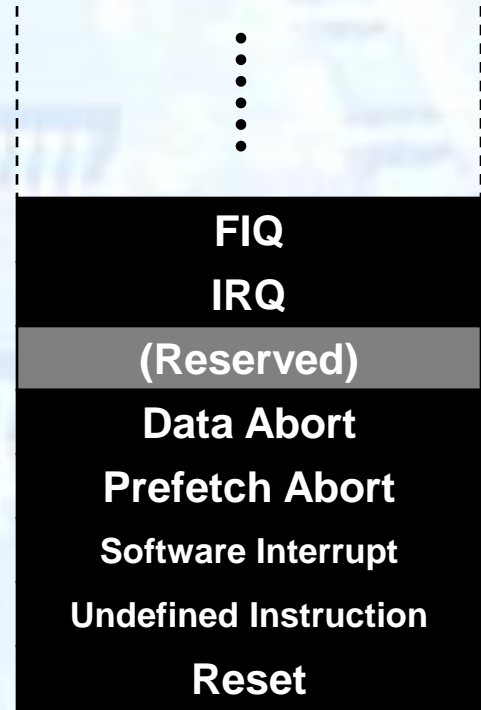 FIQ
IRQ
(Reserved)
Data Abort
Prefetch Abort
Software Interrupt
Undefined Instruction
Reset